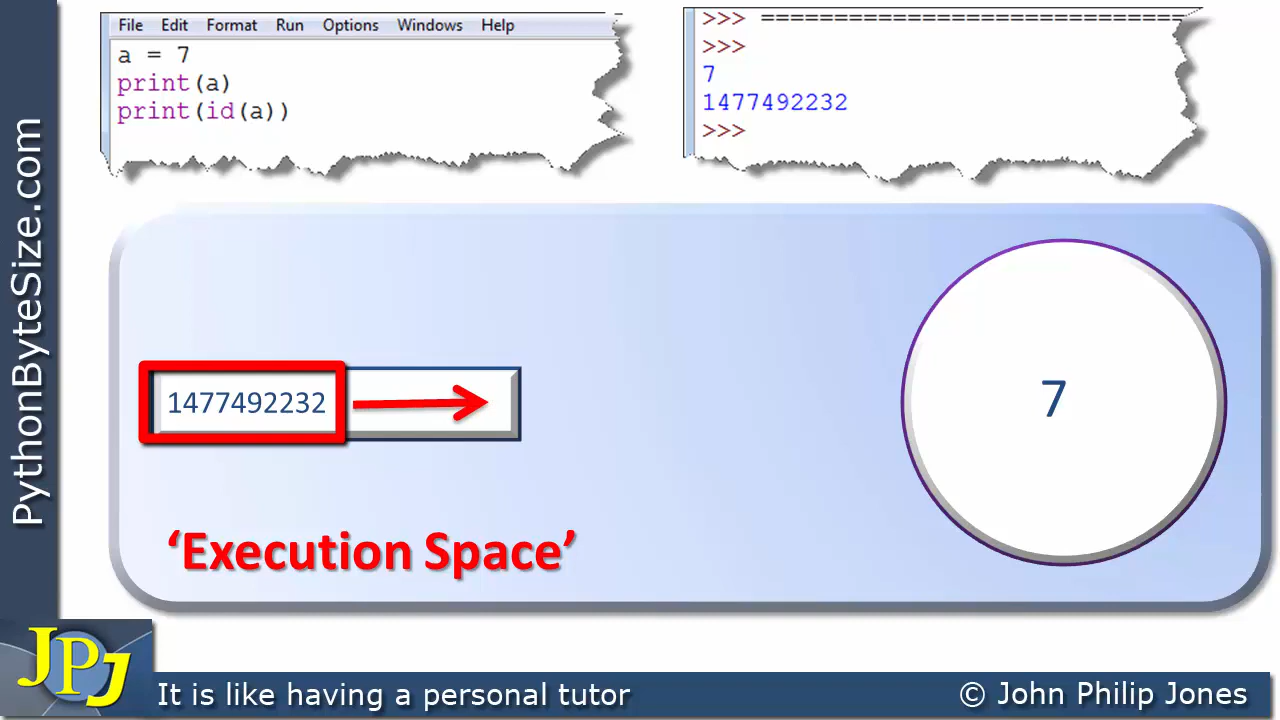 File Edit Format Run Options Windows Help
a = 7
print(a)
print(id(a))
>>> ================================
>>>
7
1477492232
>>>
PythonByteSize.com
1477492232
7
‘Execution Space’
JPJ
It is like having a personal tutor
© John Philip Jones